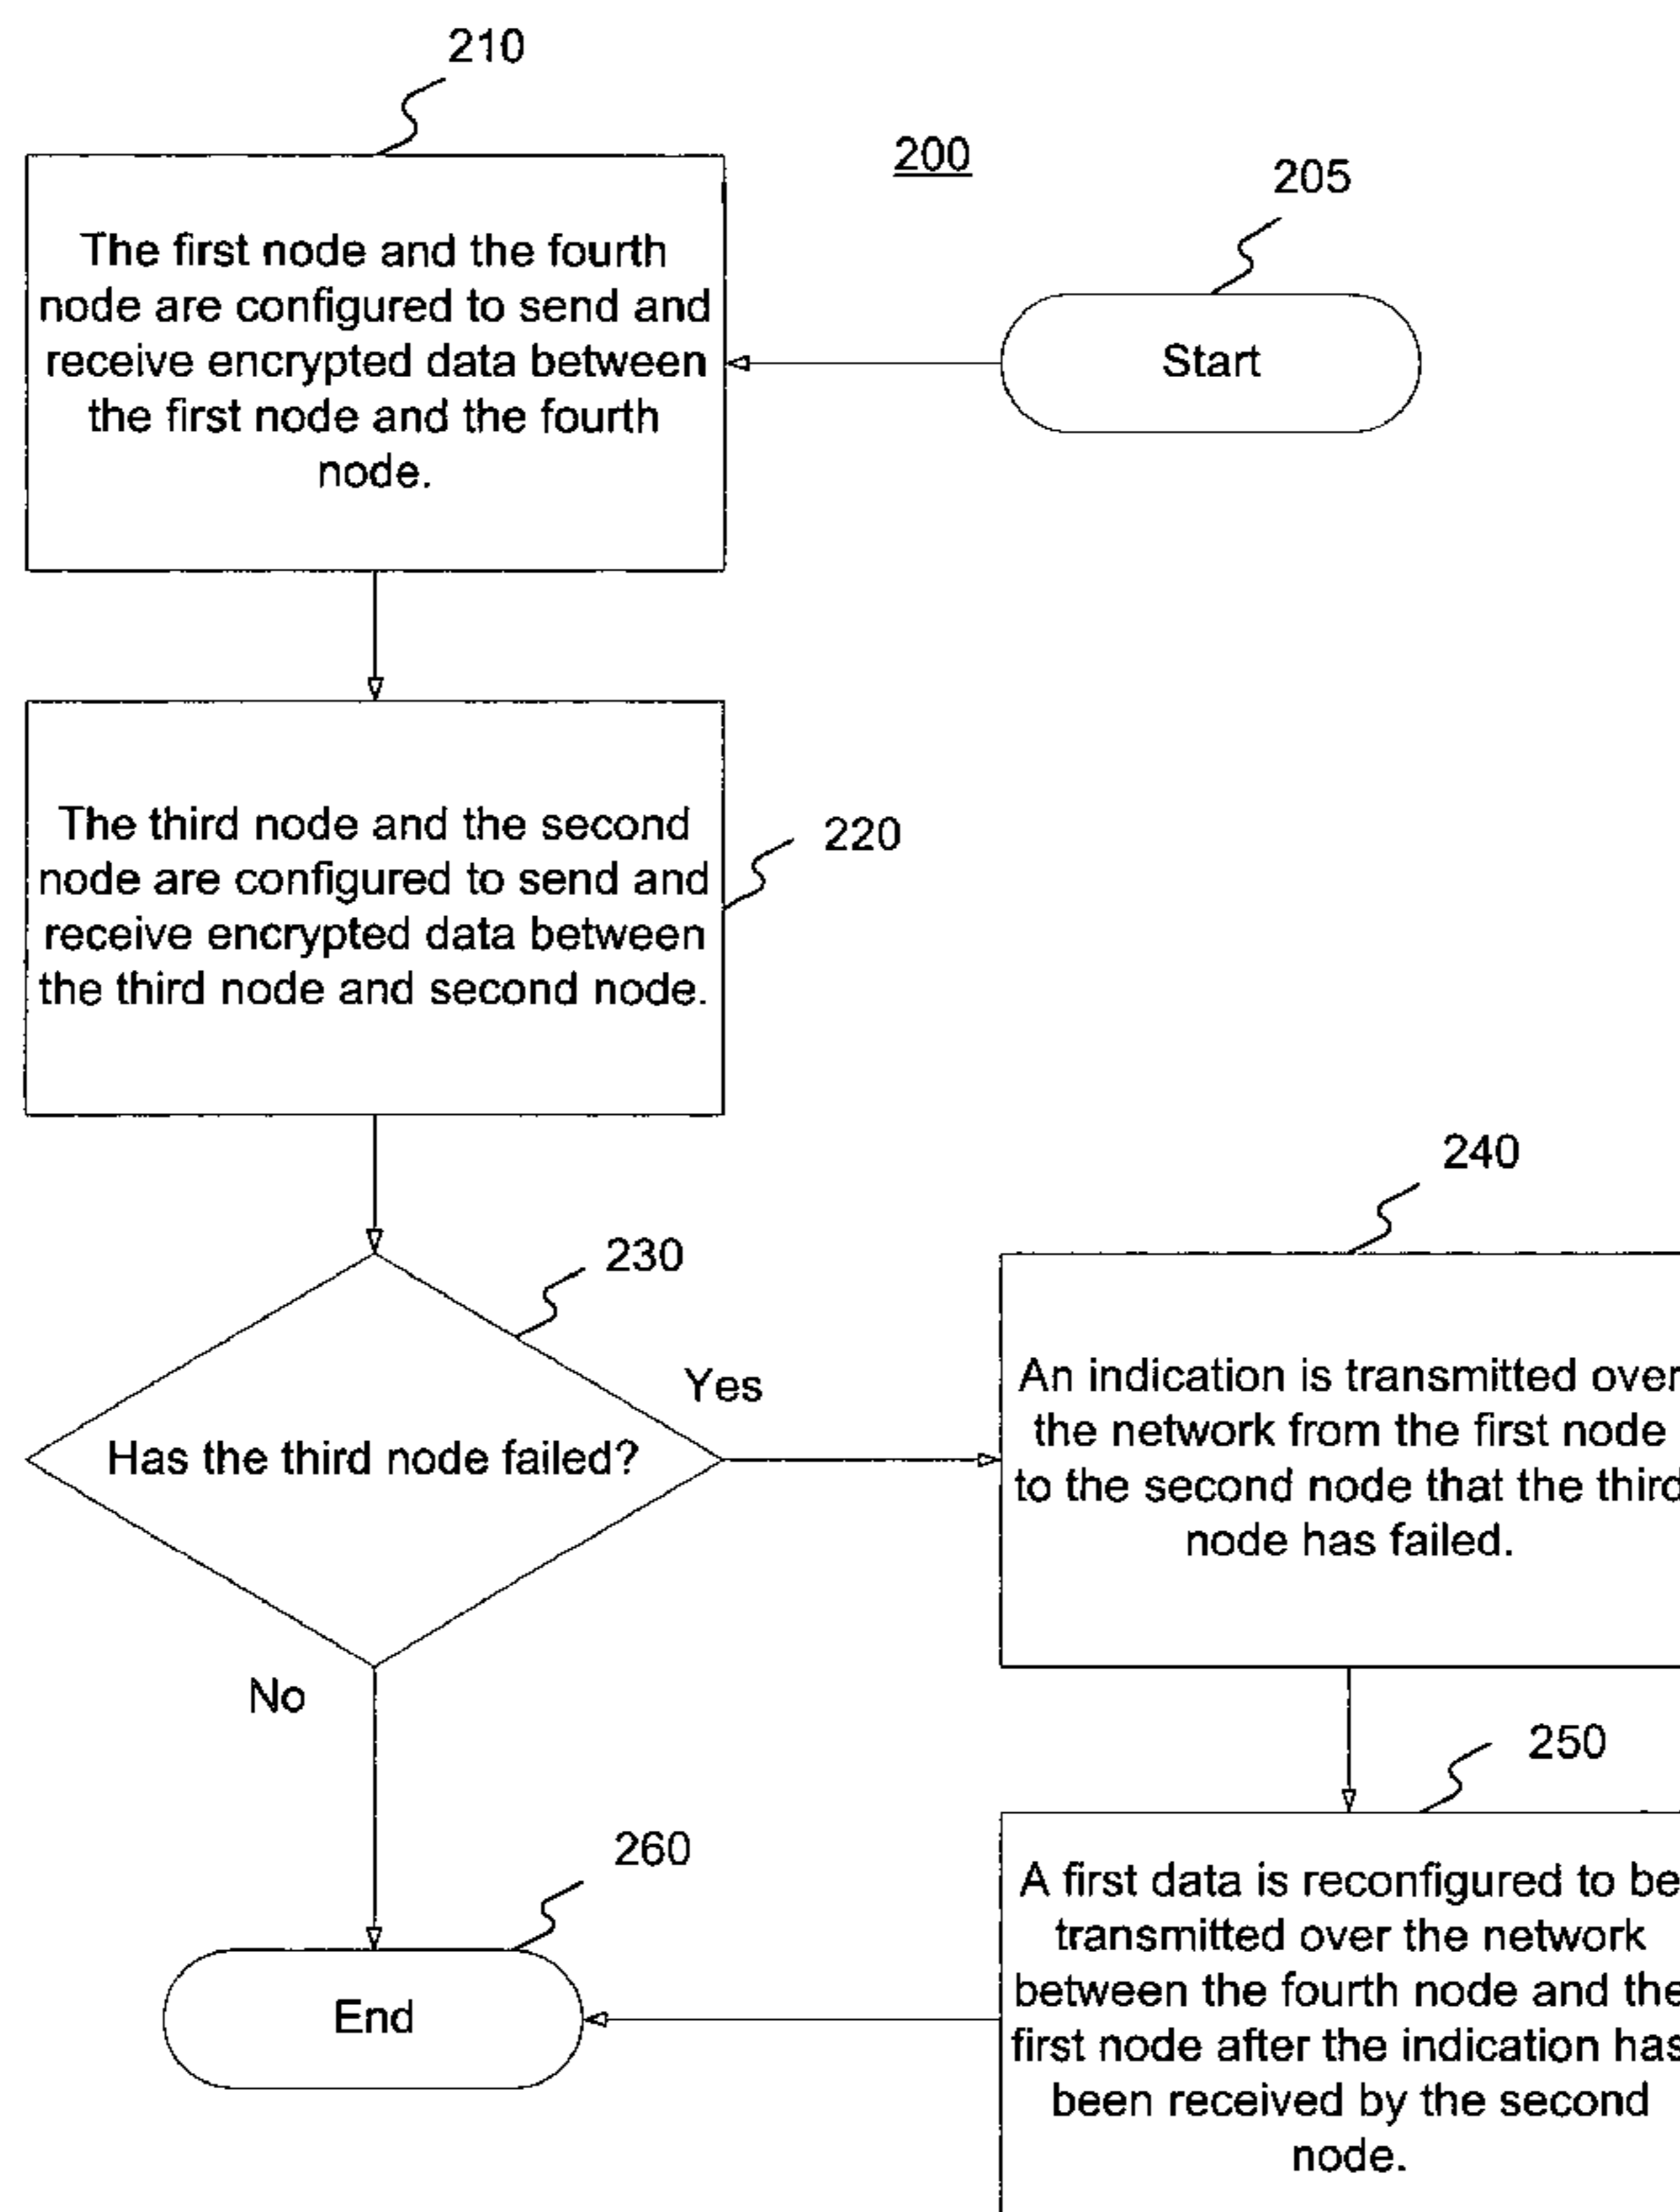 210
200
205
The first node and the fourth
node are configured to send and
receive encrypted data between
the first node and the fourth
node.
Start
The third node and the second
node are configured to send and
receive encrypted data between
the third node and second node.
220
230
Has the third node failed?
Yes
No
240
An indication is transmitted over
the network from the first node
to the second node that the third
node has failed.
250
A first data is reconfigured to be
transmitted over the network
between the fourth node and the
first node after the indication has
been received by the second
node.
260
End